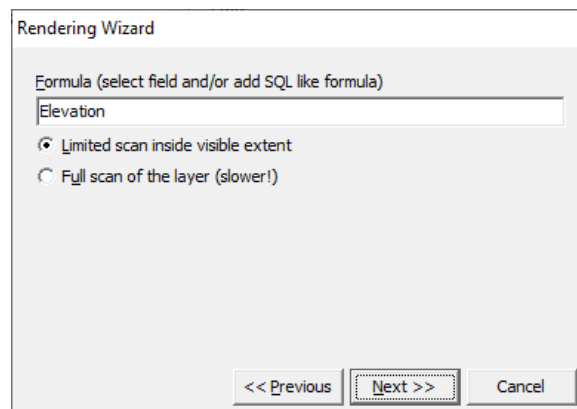 Rendering Wizard
Formula (select field and/or add SQL like formula)
Elevation
Limited scan inside visible extent
Full scan of the layer (slower!)
<< Previous Next >> Cancel